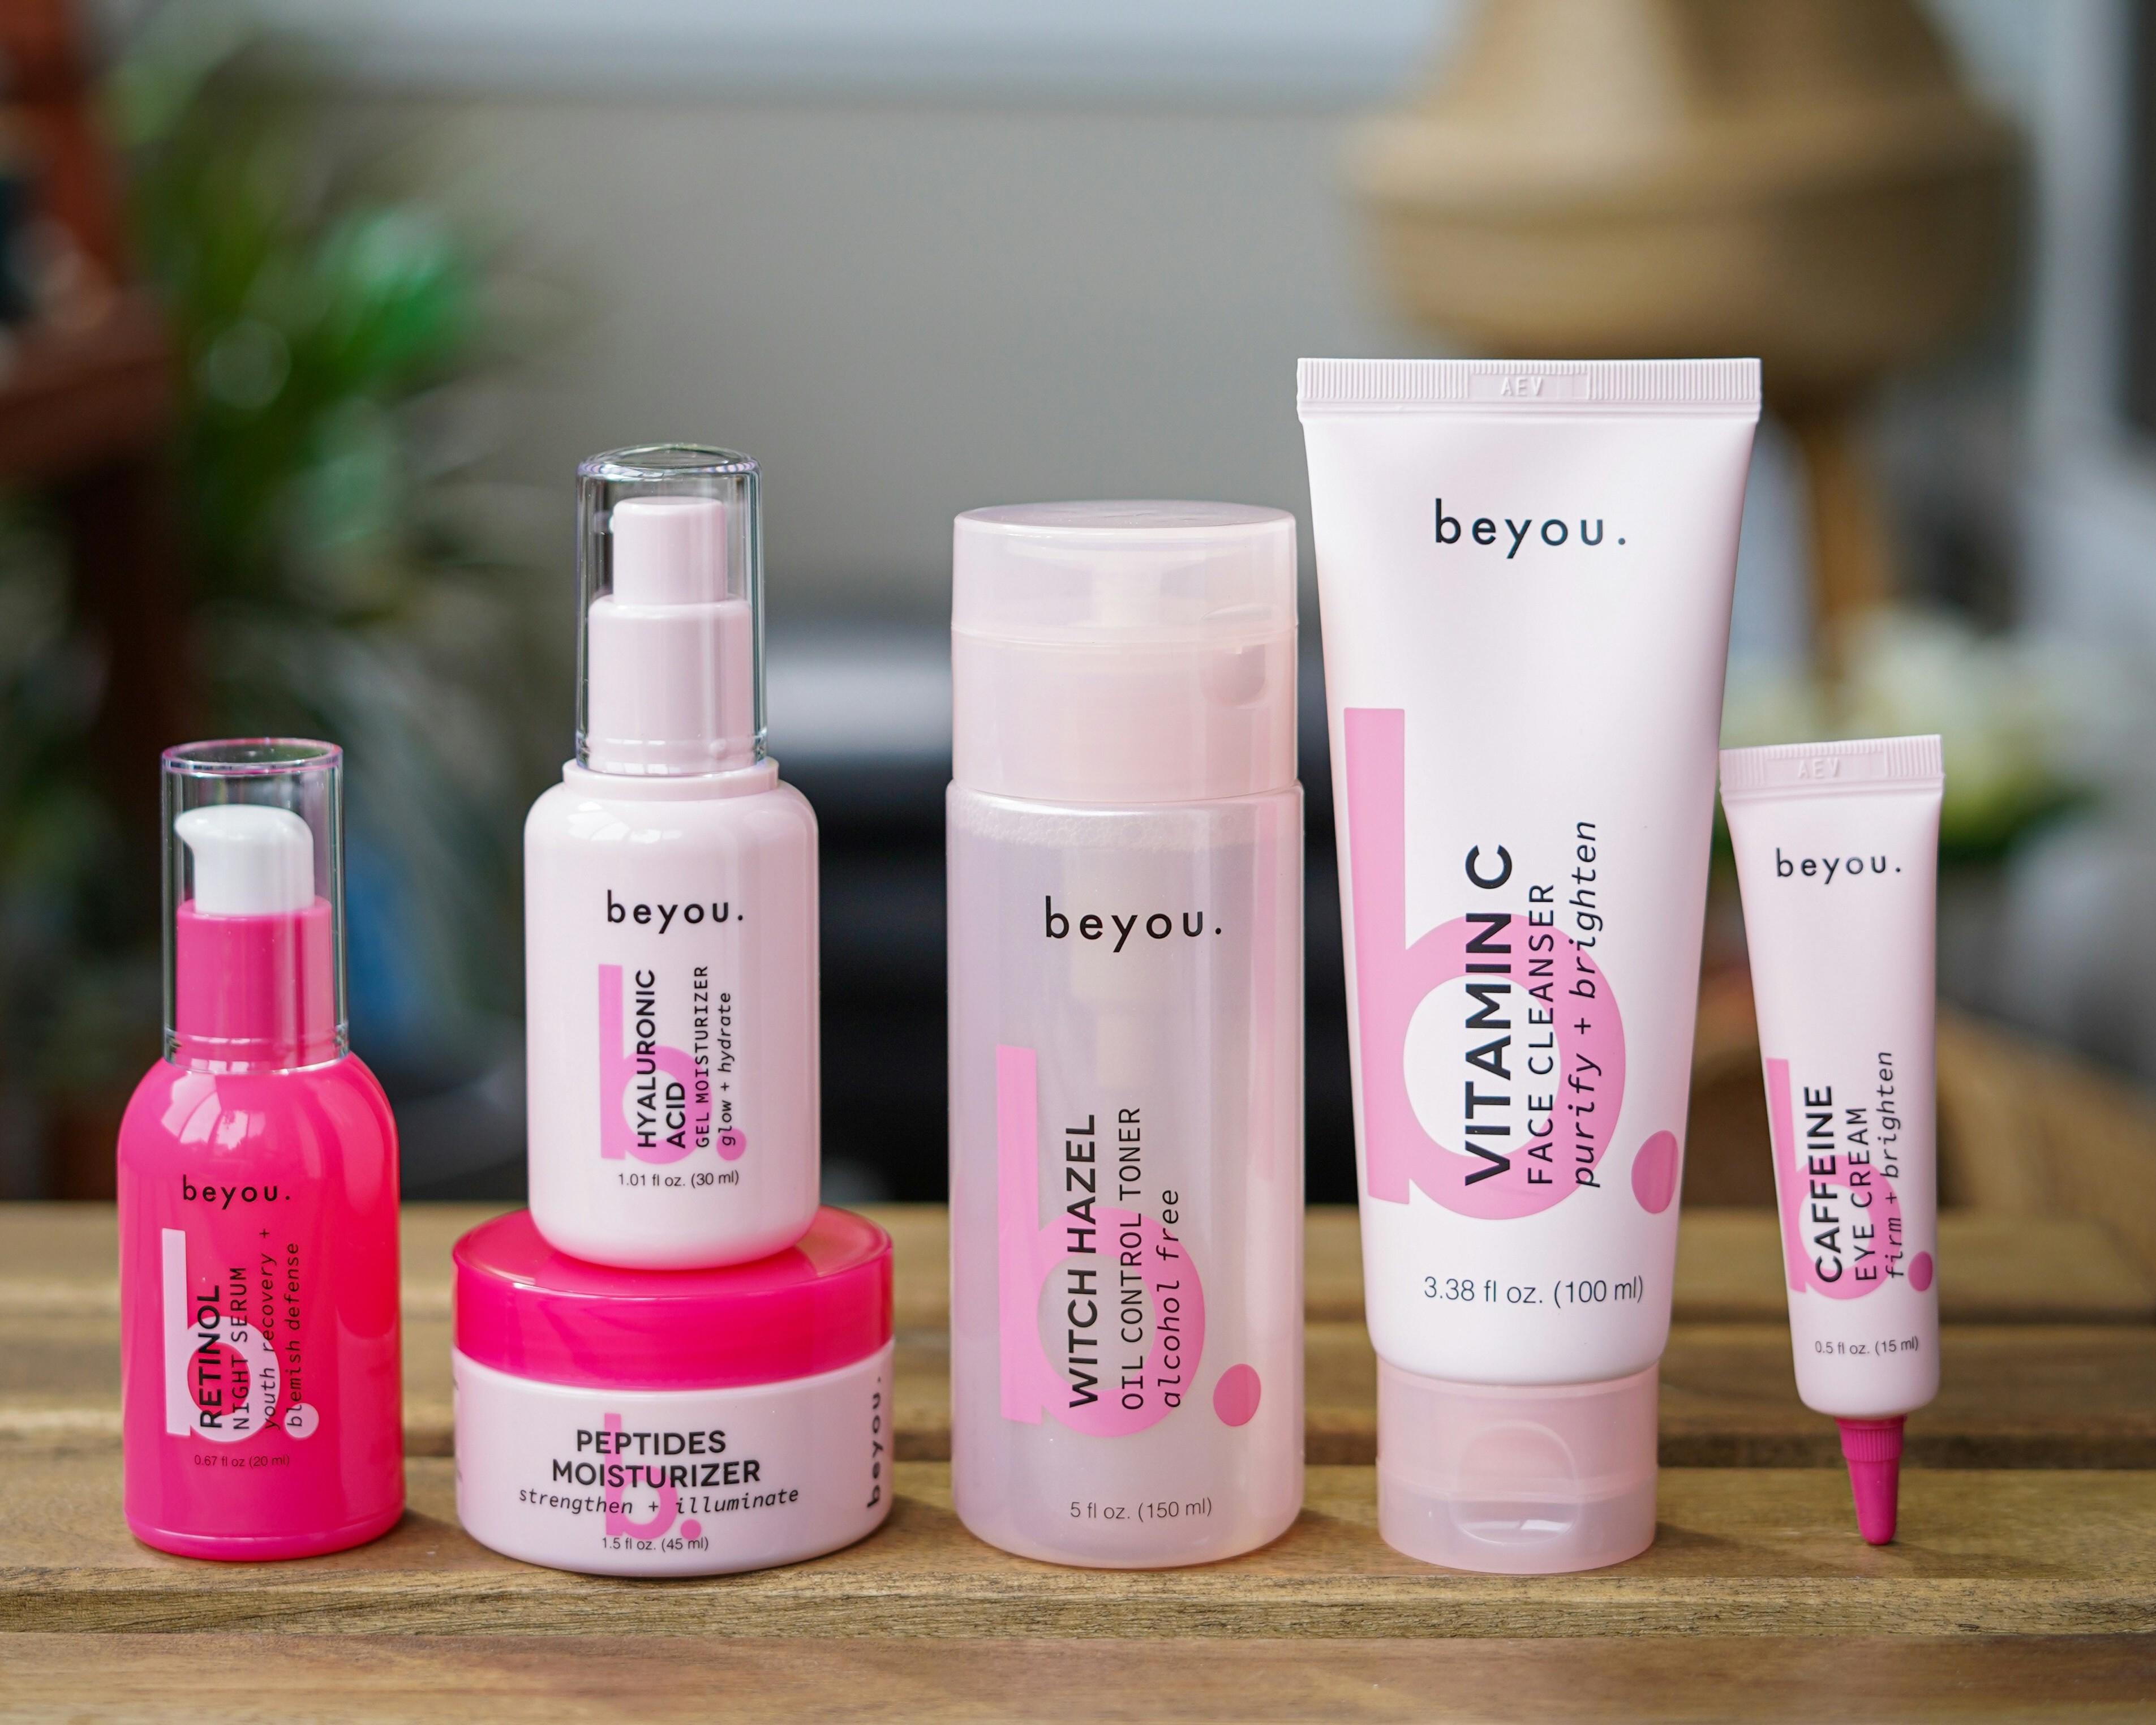 beyou.
RETINOL
NIGHT SERUM
youth recovery +
blemish defense
0.67 fl oz (20 ml)
beyou.
HYALURONIC
ACID
GEL MOISTURIZER
glow + hydrate
1.01 fl oz. (30 ml)
PEPTIDES
MOISTURIZER
strengthen + illuminate
b.
1.5 fl oz. (45 ml)
beyou.
beyou.
b.
WITCH HAZEL
OIL CONTROL TONER
alcohol free
5 fl oz. (150 ml)
AEV
beyou.
b.
VITAMIN C
FACE CLEANSER
purify + brighten
3.38 fl oz. (100 ml)
AEV
beyou.
b.
CAFFEINE
EYE CREAM
firm + brighten
0.5 fl oz. (15 ml)
b.
b.